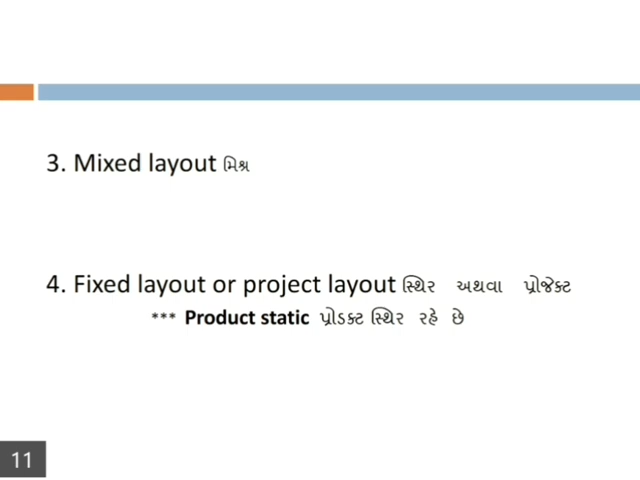 3. Mixed layout મિશ્ર
4. Fixed layout or project layout સ્થિર અથવા પ્રોજેક્ટ
*** Product static પ્રોડક્ટ સ્થિર રહે છે
11